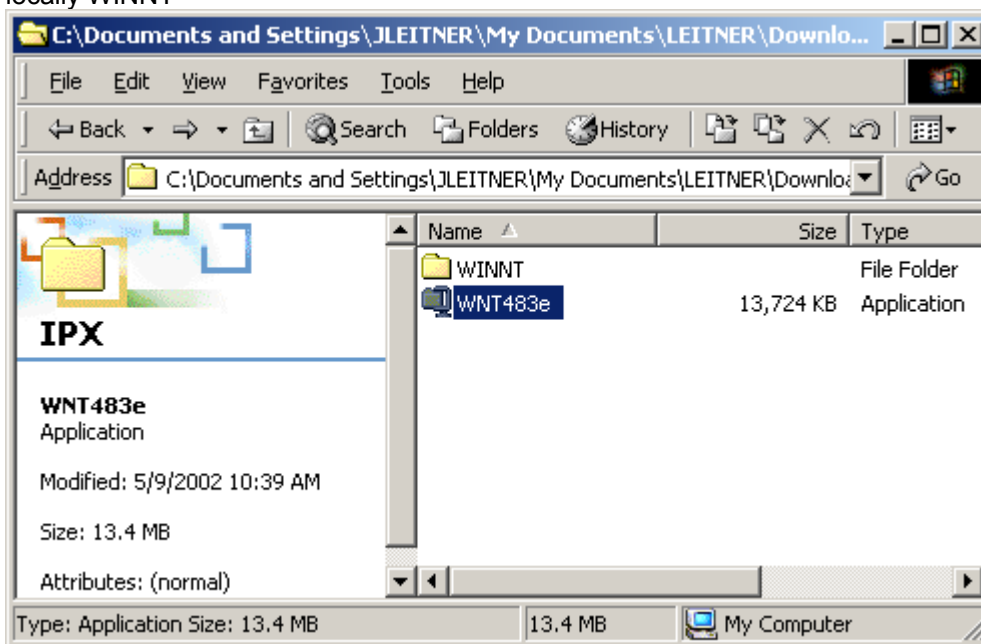 locally WINNT
C:\Documents and Settings\JLEITNER\My Documents\LEITNER\Downlo...
File Edit View Favorites Tools Help
Back Search Folders History
Address C:\Documents and Settings\JLEITNER\My Documents\LEITNER\Downloa Go
Name Size Type
WINNT File Folder
WNT483e 13,724 KB Application
IPX
WNT483e
Application
Modified: 5/9/2002 10:39 AM
Size: 13.4 MB
Attributes: (normal)
Type: Application Size: 13.4 MB 13.4 MB My Computer